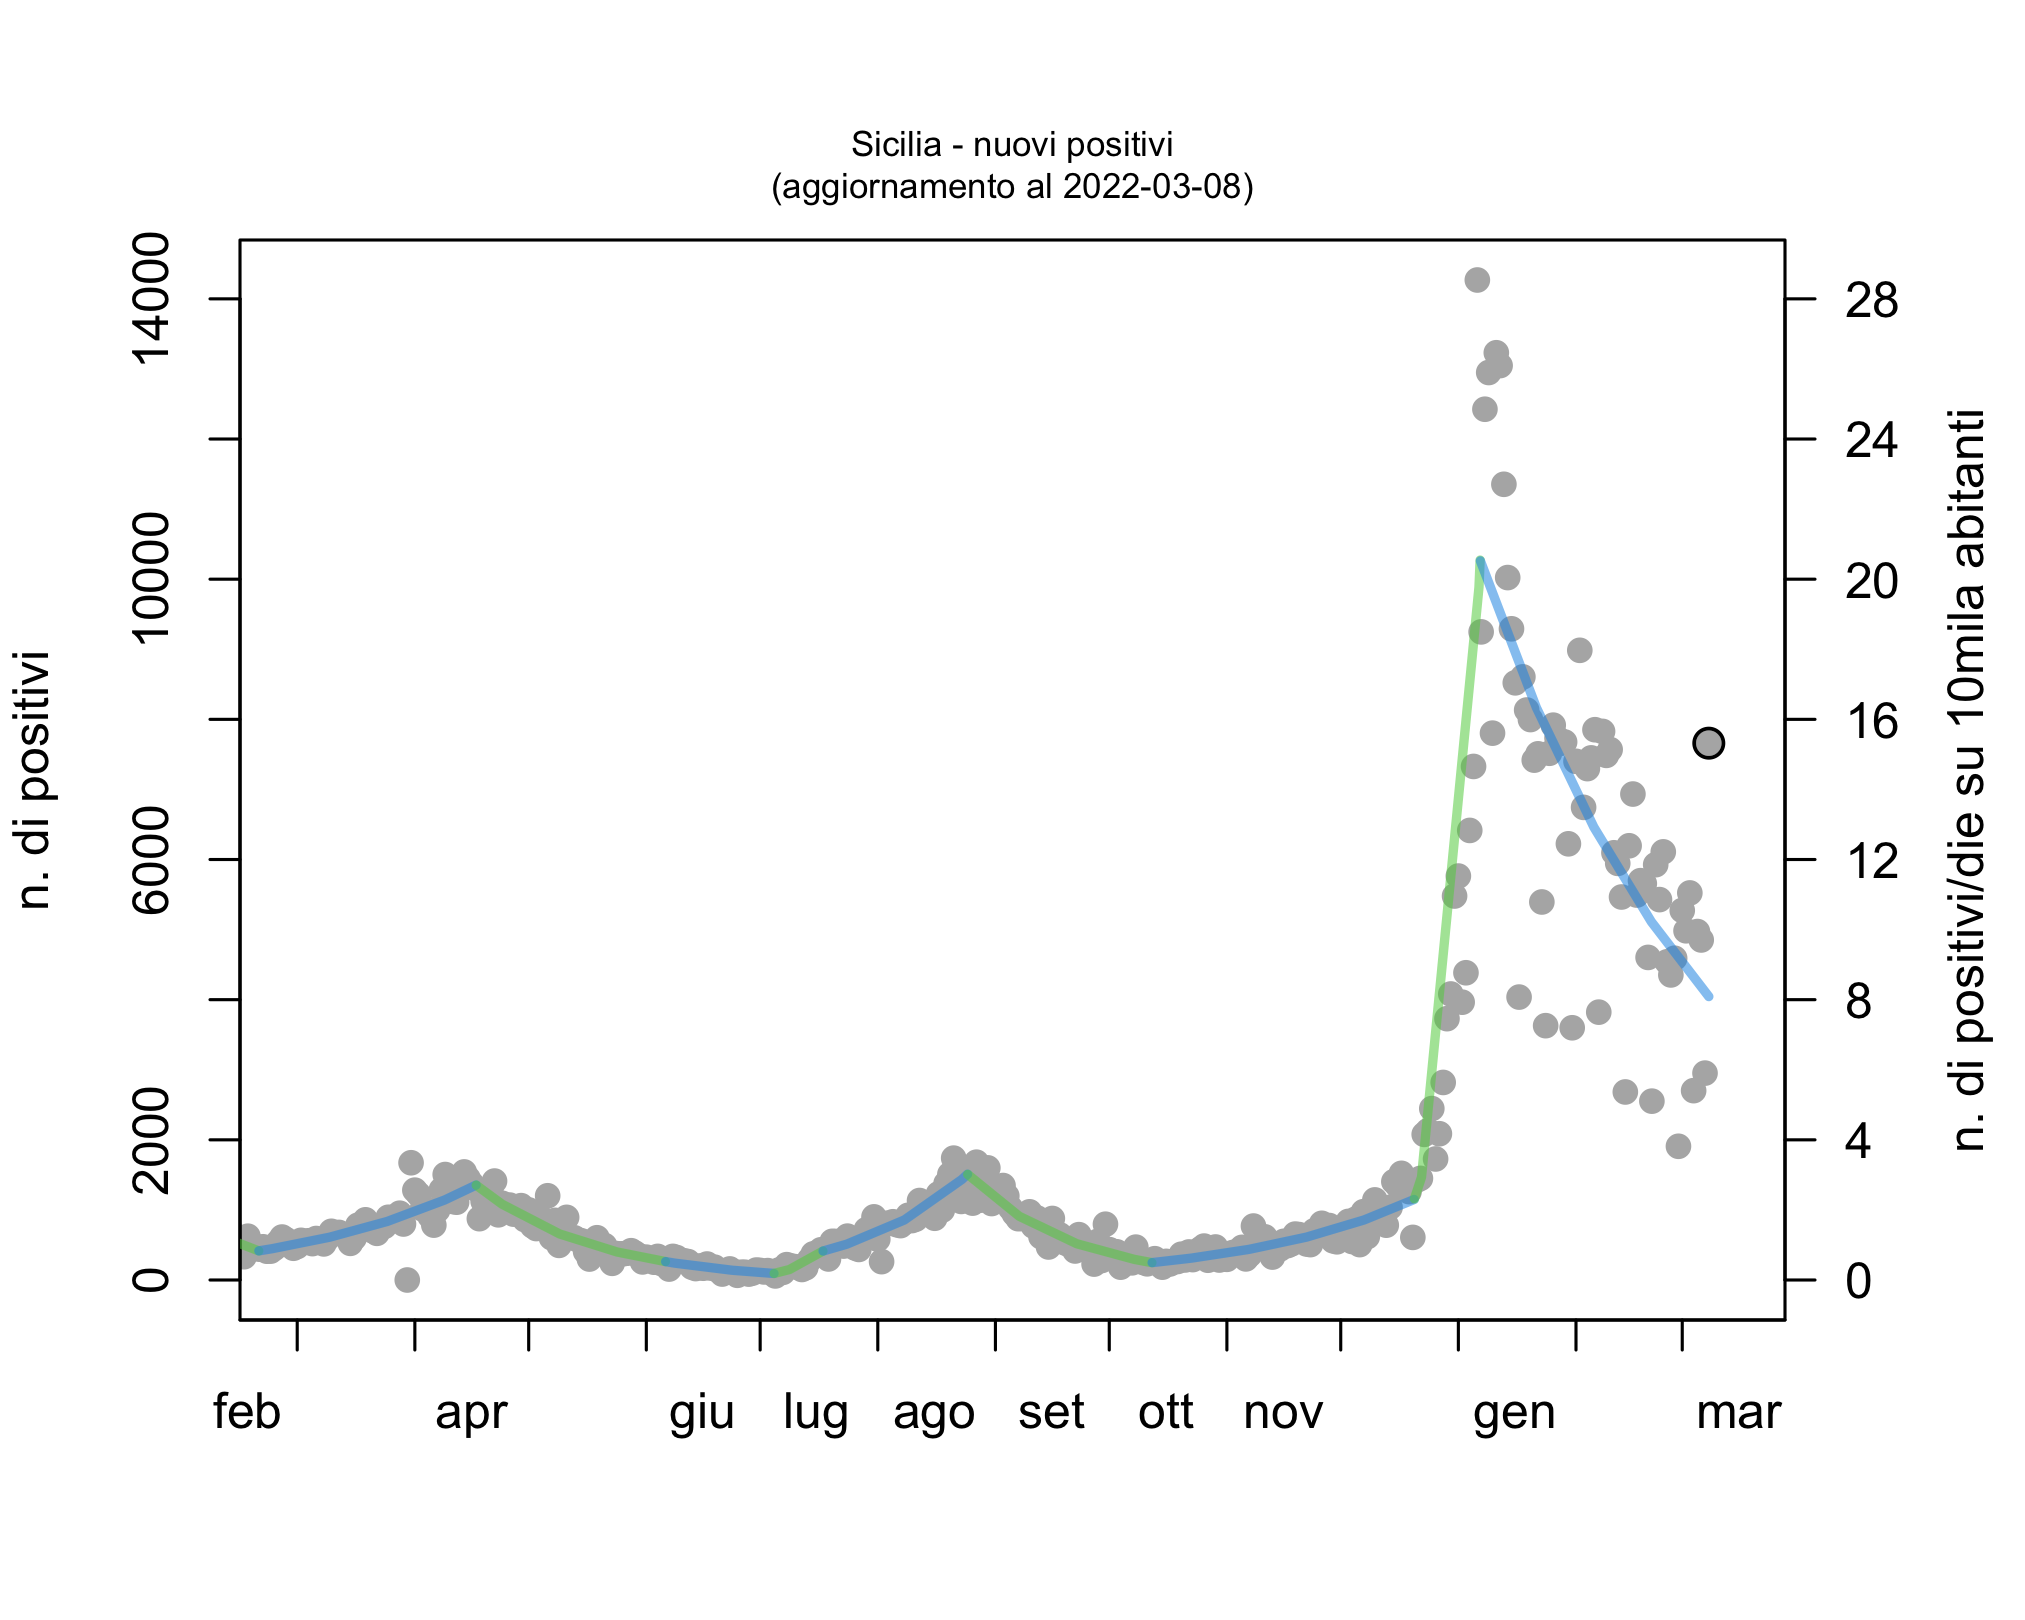 Sicilia - nuovi positivi
(aggiornamento al 2022-03-08)
n. di positivi
14000
10000
6000
2000
0
28
24
20
16
12
8
4
0
n. di positivi/die su 10mila abitanti
feb apr giu lug ago set ott nov gen mar